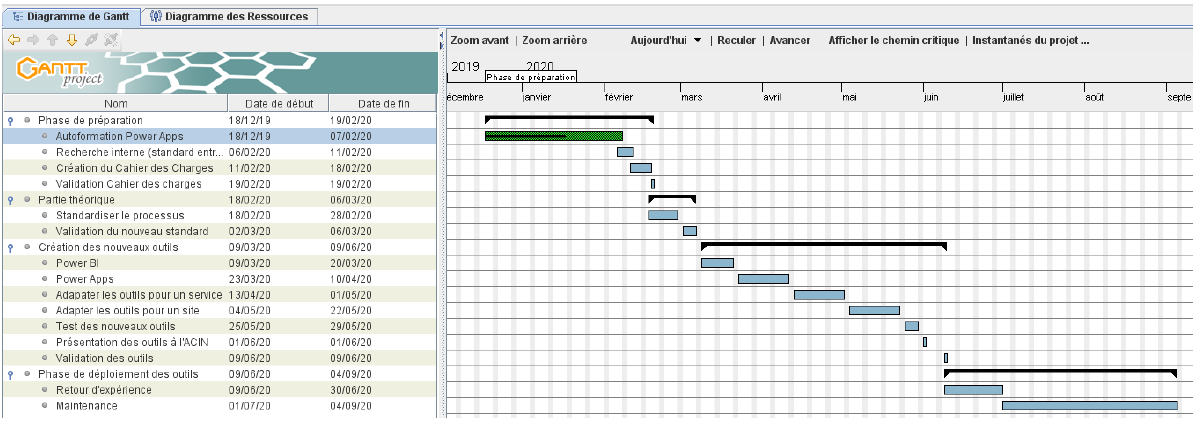 Diagramme de Gantt Diagramme des Ressources
Zoom avant | Zoom arrière Aujourd'hui | Reculer | Avancer Afficher le chemin critique | Instantanés du projet ...
GANTT
project
2019 2020
Phase de préparation
Nom Date de début Date de fin
écembre janvier février mars avril mai juin juillet août septe
Phase de préparation 18/12/19 19/02/20
Autoformation Power Apps 18/12/19 07/02/20
Recherche interne (standard entr... 06/02/20 11/02/20
Création du Cahier des Charges 11/02/20 18/02/20
Validation Cahier des charges 19/02/20 19/02/20
Partie théorique 18/02/20 06/03/20
Standardiser le processus 18/02/20 28/02/20
Validation du nouveau standard 02/03/20 06/03/20
Création des nouveaux outils 09/03/20 09/06/20
Power BI 09/03/20 20/03/20
Power Apps 23/03/20 10/04/20
Adapater les outils pour un service 13/04/20 01/05/20
Adapter les outils pour un site 04/05/20 22/05/20
Test des nouveaux outils 25/05/20 29/05/20
Présentation des outils à l'ACIN 01/06/20 01/06/20
Validation des outils 09/06/20 09/06/20
Phase de déploiement des outils 09/06/20 04/09/20
Retour d'expérience 09/06/20 30/06/20
Maintenance 01/07/20 04/09/20